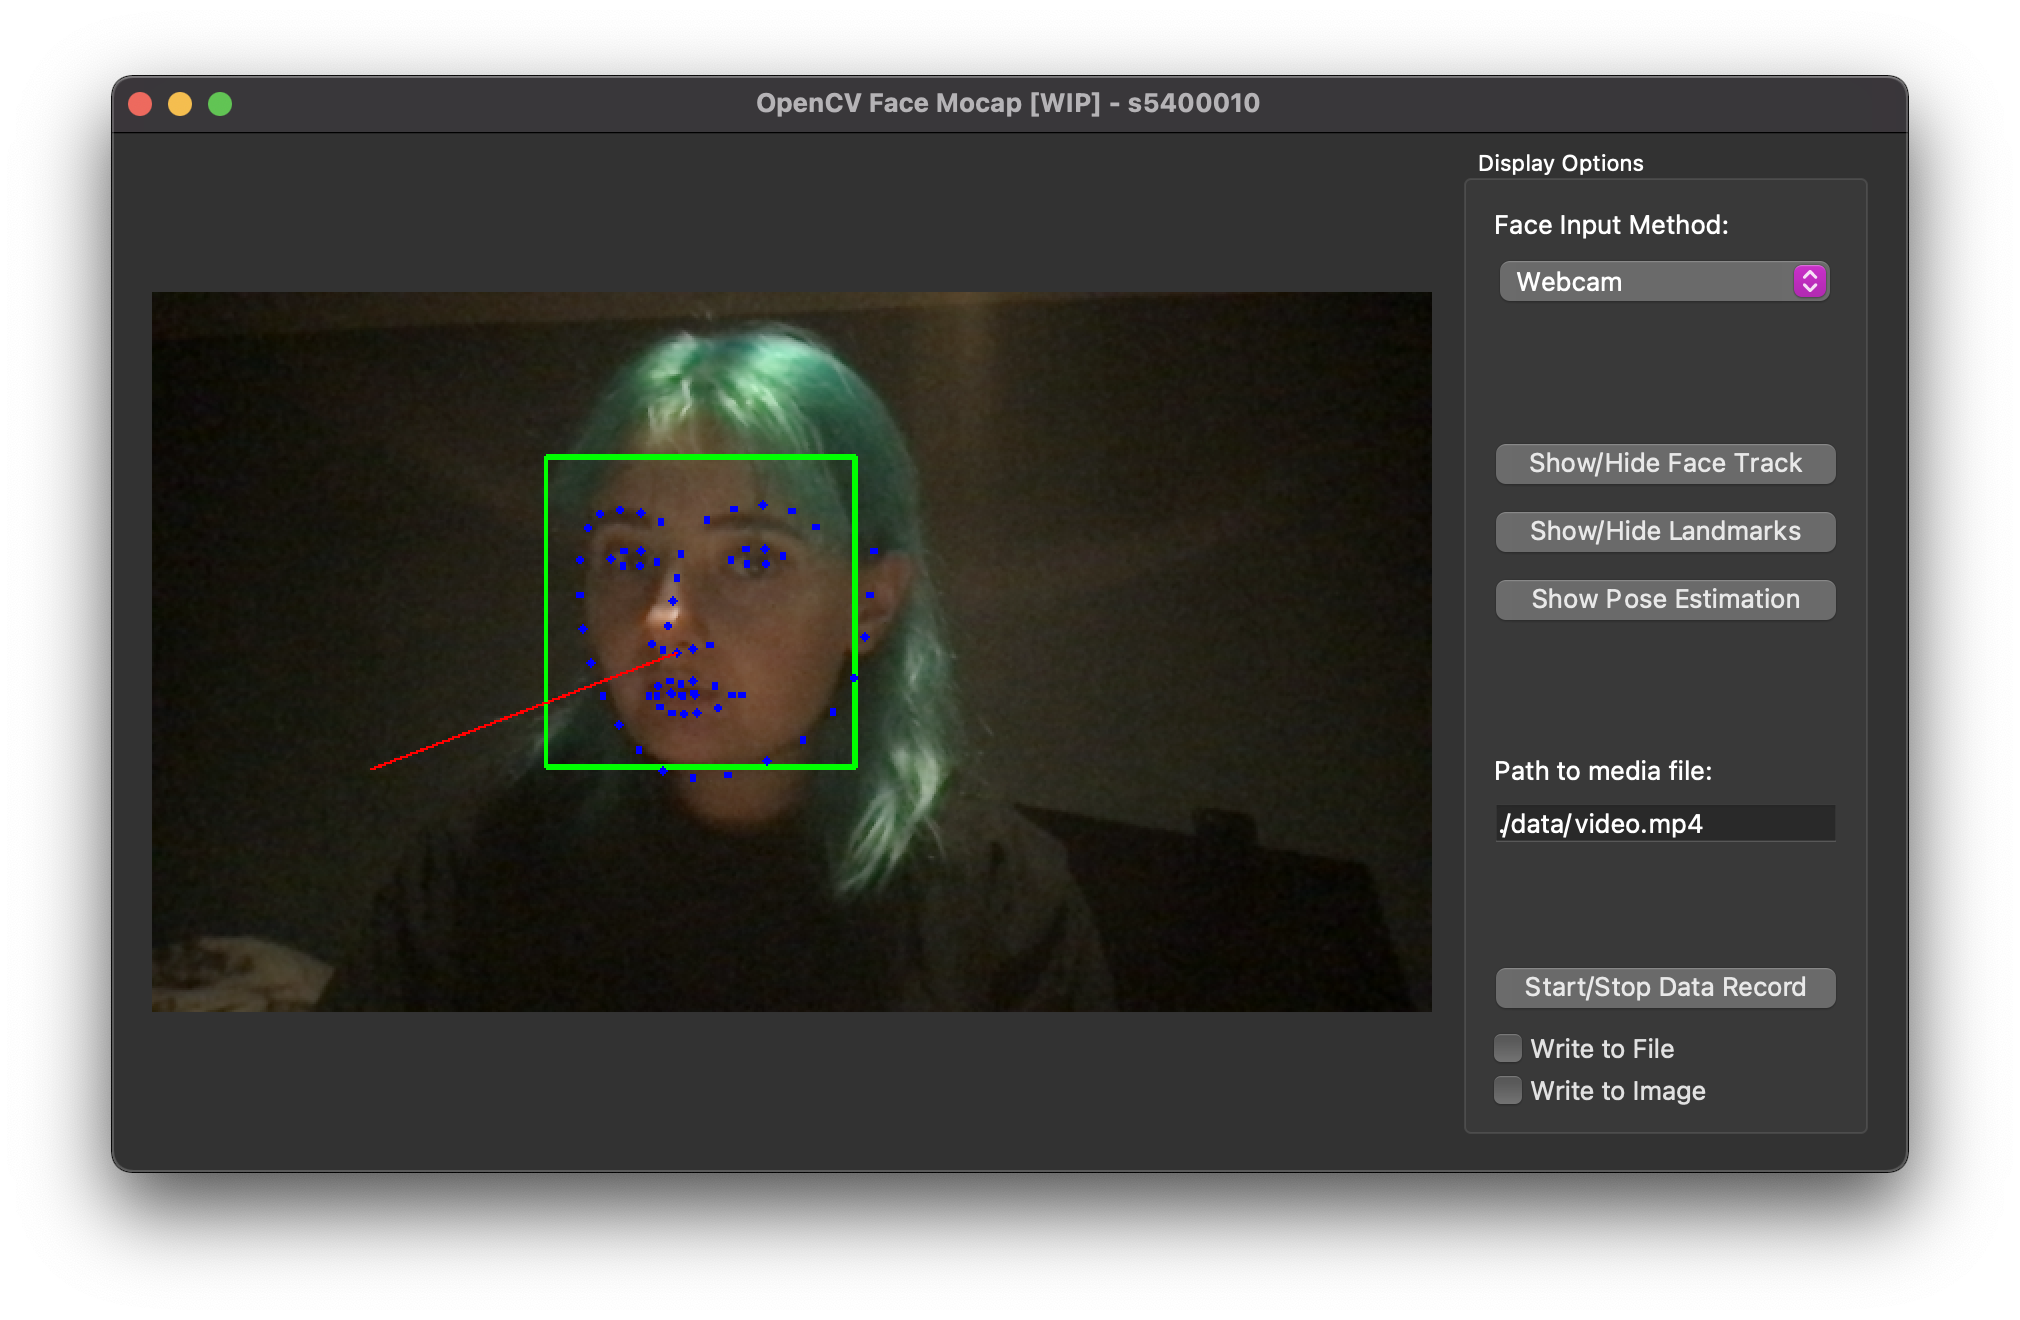 OpenCV Face Mocap [WIP] - s5400010
Display Options
Face Input Method:
Webcam
Show/Hide Face Track
Show/Hide Landmarks
Show Pose Estimation
Path to media file:
./data/video.mp4
Start/Stop Data Record
Write to File
Write to Image